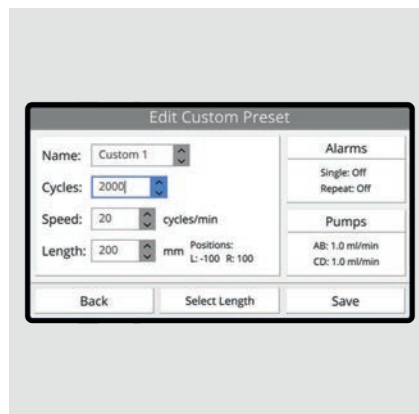 Edit Custom Preset
Name: Custom 1
Cycles: 2000
Speed: 20 cycles/min
Length: 200 mm Positions:
L: -100 R: 100
Alarms
Single: Off
Repeat: Off
Pumps
AB: 1.0 ml/min
CD: 1.0 ml/min
Back Select Length Save